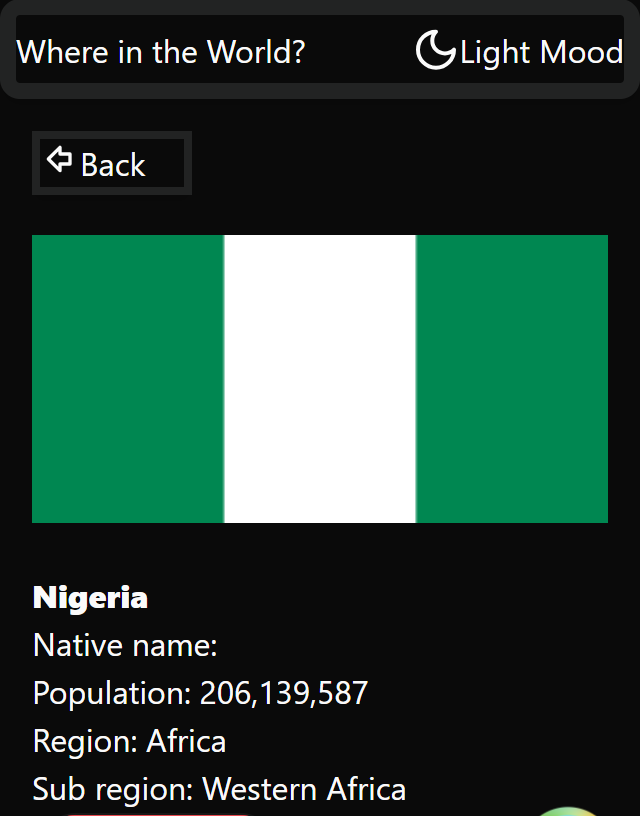 Where in the World?
Light Mood
Back
Nigeria
Native name:
Population: 206,139,587
Region: Africa
Sub region: Western Africa